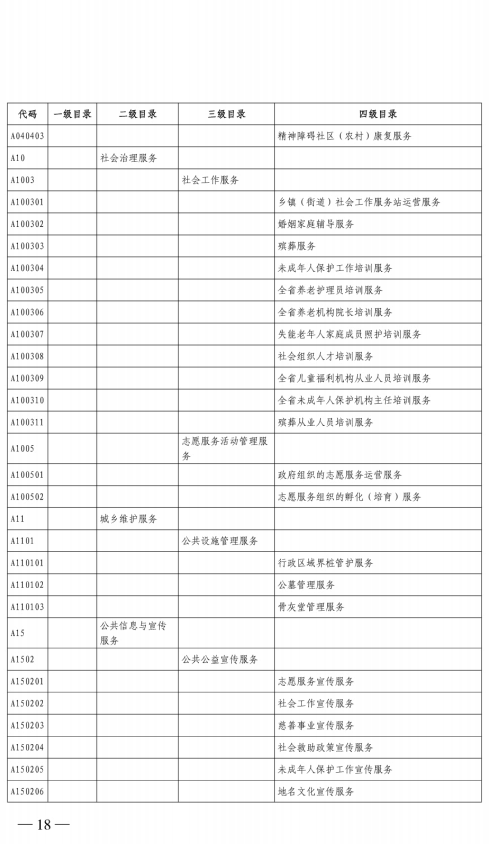 代码 一级目录 二级目录 三级目录 四级目录
A040403 精神障碍社区（农村）康复服务
A10 社会治理服务
A1003 社会工作服务
A100301 乡镇（街道）社会工作服务站运营服务
A100302 婚姻家庭辅导服务
A100303 殡葬服务
A100304 未成年人保护工作培训服务
A100305 全省养老护理员培训服务
A100306 全省养老机构院长培训服务
A100307 失能老年人家庭成员照护培训服务
A100308 社会组织人才培训服务
A100309 全省儿童福利机构从业人员培训服务
A100310 全省未成年人保护机构主任培训服务
A100311 殡葬从业人员培训服务
A1005 志愿服务活动管理服
务
A100501 政府组织的志愿服务运营服务
A100502 志愿服务组织的孵化（培育）服务
A11 城乡维护服务
A1101 公共设施管理服务
A110101 行政区域界桩管护服务
A110102 公墓管理服务
A110103 骨灰堂管理服务
A15 公共信息与宣传
服务
A1502 公共公益宣传服务
A150201 志愿服务宣传服务
A150202 社会工作宣传服务
A150203 慈善事业宣传服务
A150204 社会救助政策宣传服务
A150205 未成年人保护工作宣传服务
A150206 地名文化宣传服务
— 18 —